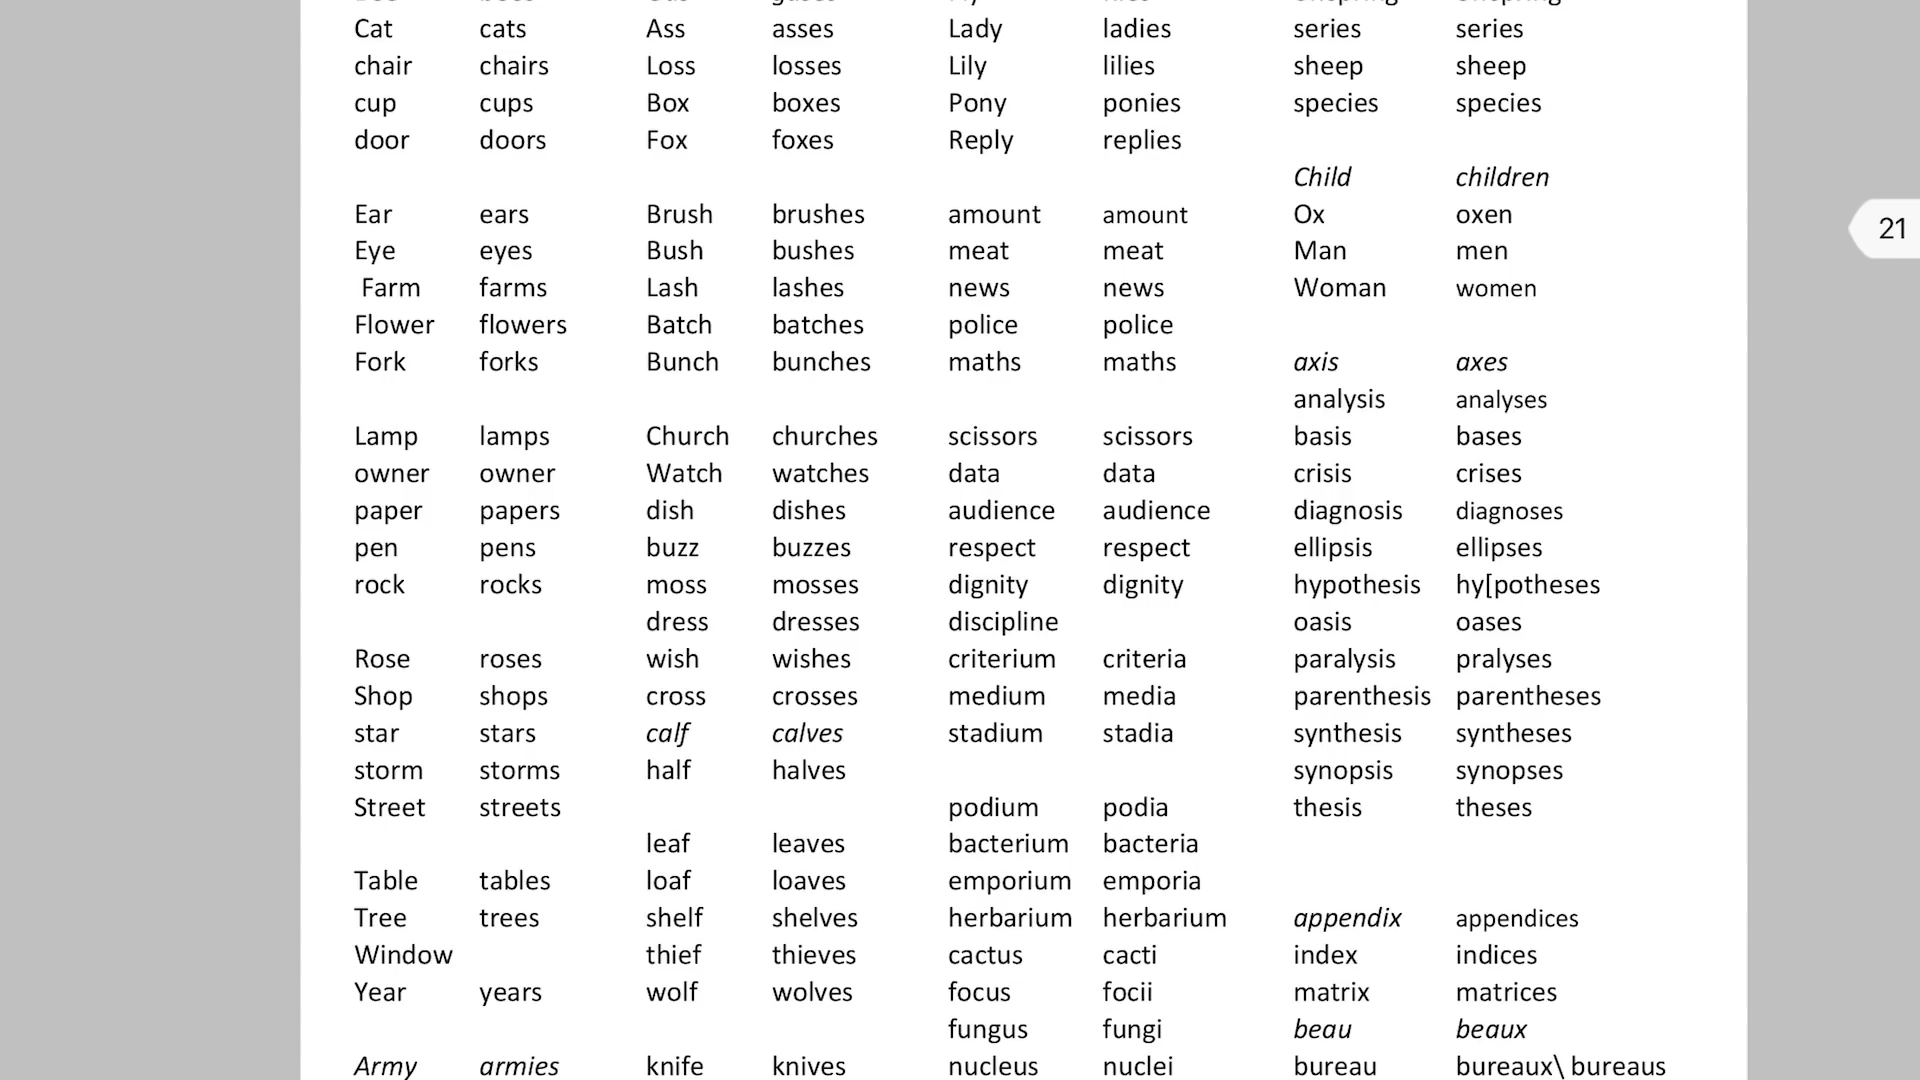 Cat cats Ass asses Lady ladies series series
chair chairs Loss losses Lily lilies sheep sheep
cup cups Box boxes Pony ponies species species
door doors Fox foxes Reply replies
Child children
Ear ears Brush brushes amount amount Ox oxen
21
Eye eyes Bush bushes meat meat Man men
Farm farms Lash lashes news news Woman women
Flower flowers Batch batches police police
Fork forks Bunch bunches maths maths axis axes
analysis analyses
Lamp lamps Church churches scissors scissors basis bases
owner owner Watch watches data data crisis crises
paper papers dish dishes audience audience diagnosis diagnoses
pen pens buzz buzzes respect respect ellipsis ellipses
rock rocks moss mosses dignity dignity hypothesis hy[potheses
dress dresses discipline oasis oases
Rose roses wish wishes criterium criteria paralysis pralyses
Shop shops cross crosses medium media parenthesis parentheses
star stars calf calves stadium stadia synthesis syntheses
storm storms half halves synopsis synopses
Street streets podium podia thesis theses
leaf leaves bacterium bacteria
Table tables loaf loaves emporium emporia
Tree trees shelf shelves herbarium herbarium appendix appendices
Window thief thieves cactus cacti index indices
Year years wolf wolves focus focii matrix matrices
fungus fungi beau beaux
Army armies knife knives nucleus nuclei bureau bureaux\ bureaus